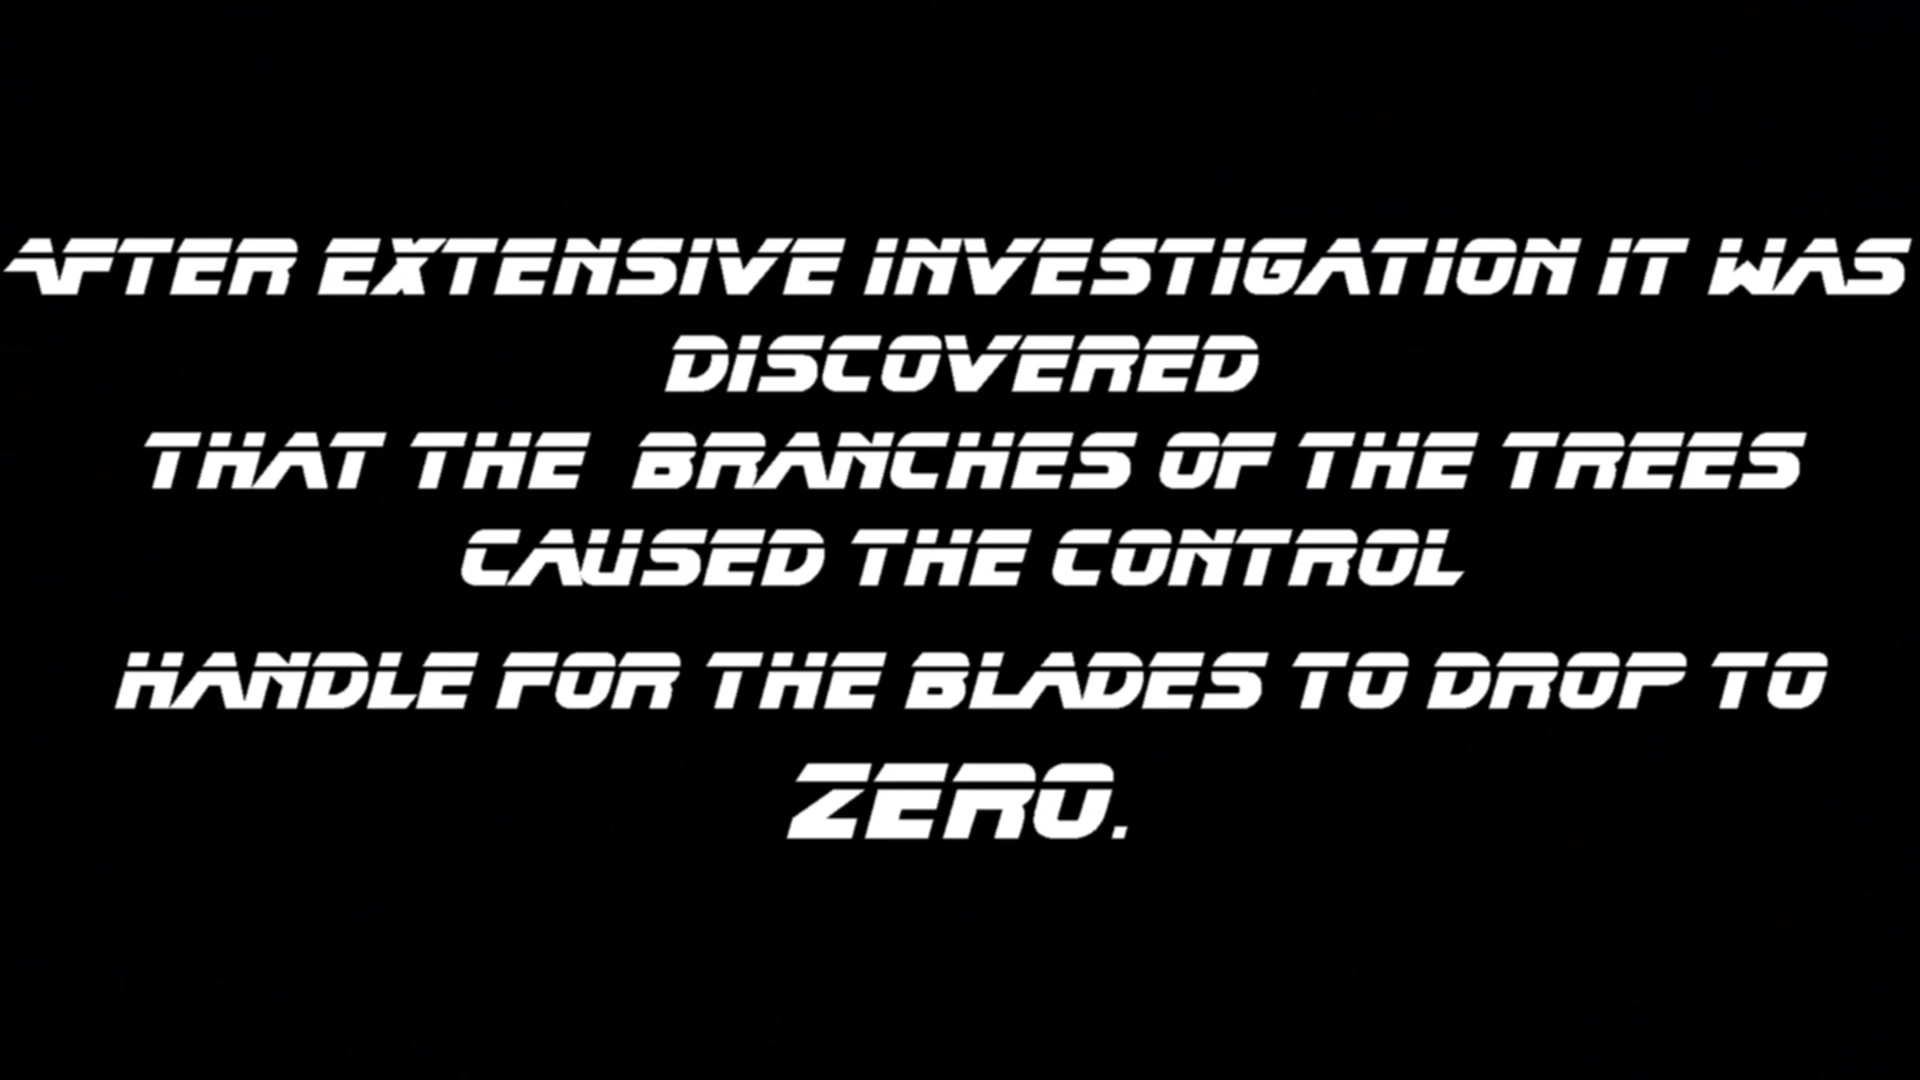 AFTER EXTENSIVE INVESTIGATION IT WAS
DISCOVERED
THAT THE BRANCHES OF THE TREES
CAUSED THE CONTROL
HANDLE FOR THE BLADES TO DROP TO
ZERO.